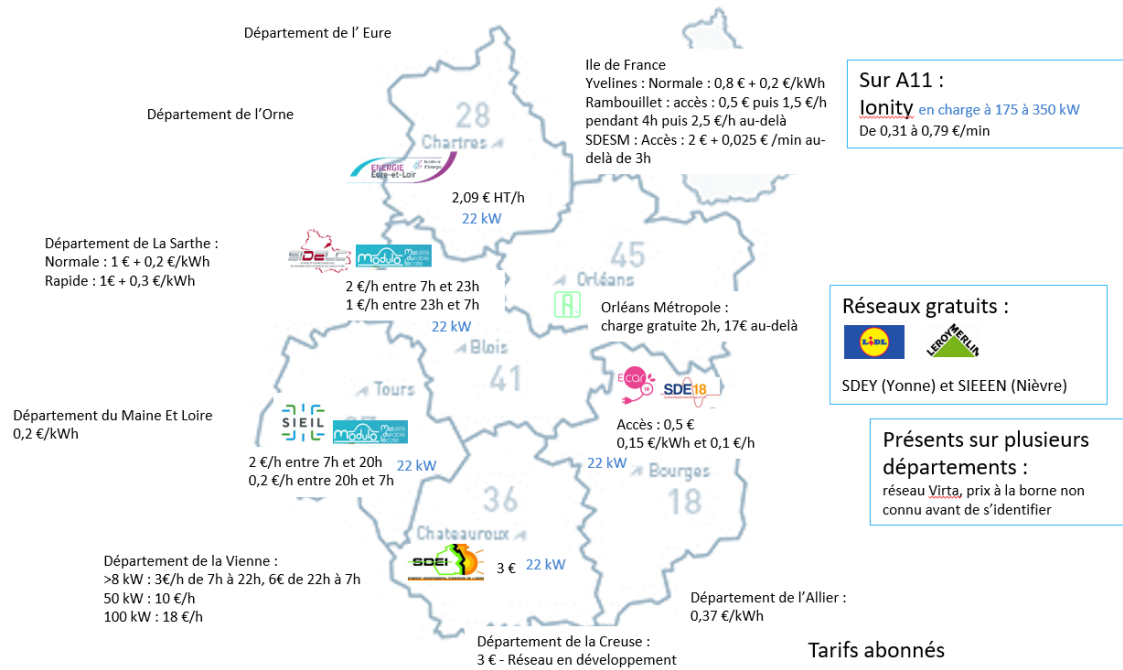 Département de l' Eure
Département de l'Orne
Ile de France
Yvelines : Normale : 0,8 € + 0,2 €/kWh
Rambouillet : accès : 0,5 € puis 1,5 €/h
pendant 4h puis 2,5 €/h au-delà
SDESM : Accès : 2 € + 0,025 € /min au-
delà de 3h
Sur A11 :
Ionity en charge à 175 à 350 kW
De 0,31 à 0,79 €/min
28
Chartres
ENERGIE
Eure-et-Loir
2,09 € HT/h
22 kW
Département de La Sarthe :
Normale : 1 € + 0,2 €/kWh
Rapide : 1€ + 0,3 €/kWh
SIDELC
modulo
2 €/h entre 7h et 23h
1 €/h entre 23h et 7h
22 kW
45
Orléans
Orléans Métropole :
charge gratuite 2h, 17€ au-delà
Réseaux gratuits :
LIDL
LEROY MERLIN
SDEY (Yonne) et SIEEEN (Nièvre)
Blois
41
Tours
Département du Maine Et Loire
0,2 €/kWh
SIEIL
modulo
2 €/h entre 7h et 20h
0,2 €/h entre 20h et 7h
22 kW
Ecar
18
SDE18
Accès : 0,5 €
0,15 €/kWh et 0,1 €/h
22 kW
Bourges
18
Présents sur plusieurs
départements :
réseau Virta, prix à la borne non
connu avant de s'identifier
36
Chateauroux
SDEI
3 €
22 kW
Département de la Vienne :
>8 kW : 3€/h de 7h à 22h, 6€ de 22h à 7h
50 kW : 10 €/h
100 kW : 18 €/h
Département de l'Allier :
0,37 €/kWh
Département de la Creuse :
3 € - Réseau en développement
Tarifs abonnés